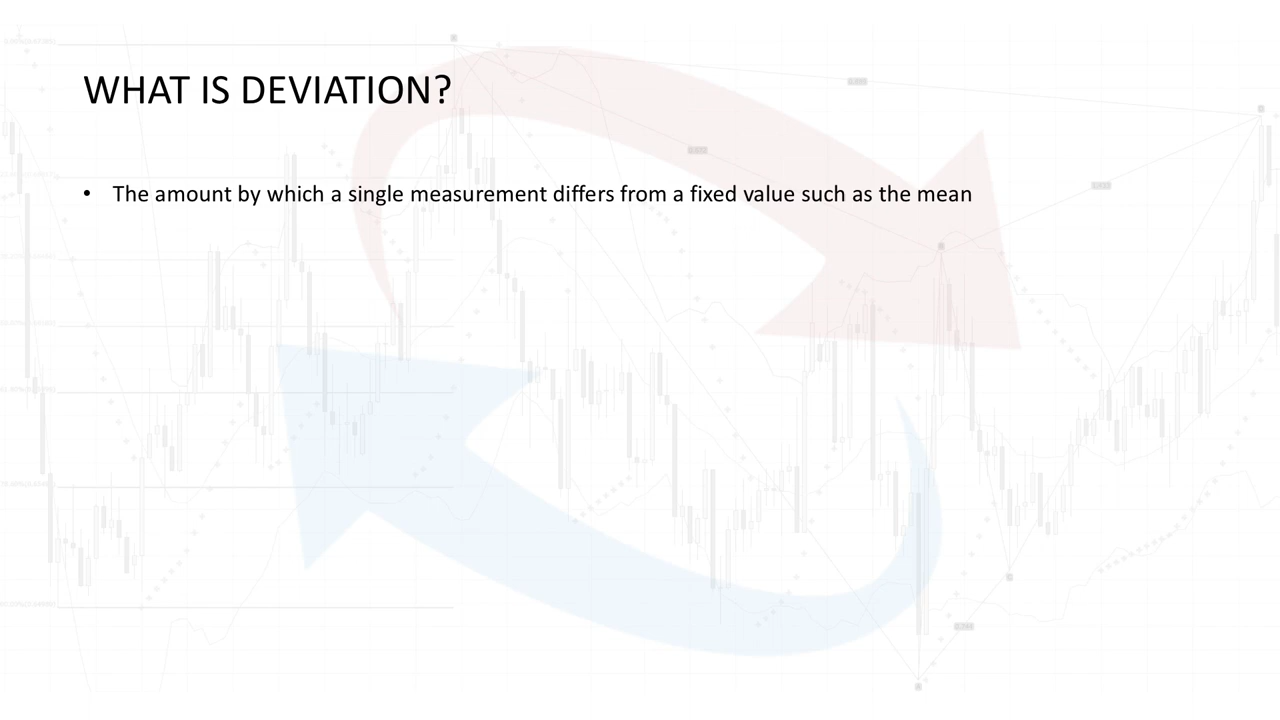 WHAT IS DEVIATION?
• The amount by which a single measurement differs from a fixed value such as the mean